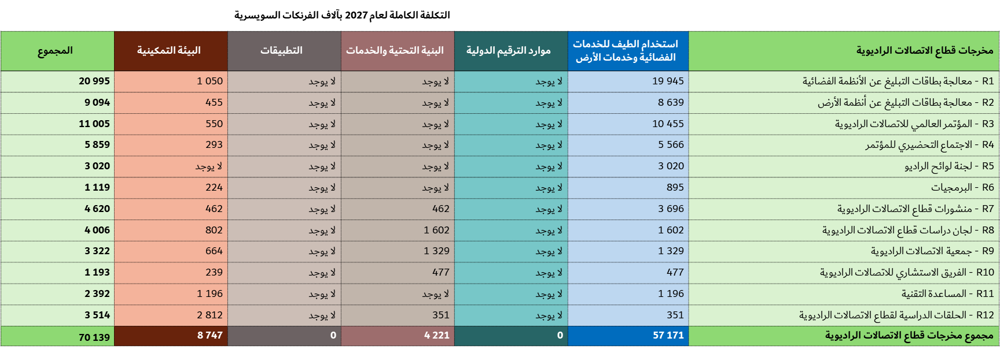 التكلفة الكاملة لعام 2027 بآلاف الفرنكات السويسرية
مخرجات قطاع الاتصالات الراديوية استخدام الطيف للخدمات الفضائية وخدمات الأرض موارد الترقيم الدولية البنية التحتية والخدمات التطبيقات البيئة التمكينية المجموع
R1 - معالجة بطاقات التبليغ عن الأنظمة الفضائية 19 945 لا يوجد لا يوجد لا يوجد 1 050 20 995
R2 - معالجة بطاقات التبليغ عن أنظمة الأرض 8 639 لا يوجد لا يوجد لا يوجد 455 9 094
R3 - المؤتمر العالمي للاتصالات الراديوية 10 455 لا يوجد لا يوجد لا يوجد 550 11 005
R4 - الاجتماع التحضيري للمؤتمر 5 566 لا يوجد لا يوجد لا يوجد 293 5 859
R5 - لجنة لوائح الراديو 3 020 لا يوجد لا يوجد لا يوجد لا يوجد 3 020
R6 - البرمجيات 895 لا يوجد لا يوجد لا يوجد 224 1 119
R7 - منشورات قطاع الاتصالات الراديوية 3 696 لا يوجد 462 لا يوجد 462 4 620
R8 - لجان دراسات قطاع الاتصالات الراديوية 1 602 لا يوجد 1 602 لا يوجد 802 4 006
R9 - جمعية الاتصالات الراديوية 1 329 لا يوجد 1 329 لا يوجد 664 3 322
R10 - الفريق الاستشاري للاتصالات الراديوية 477 لا يوجد 477 لا يوجد 239 1 193
R11 - المساعدة التقنية 1 196 لا يوجد لا يوجد لا يوجد 1 196 2 392
R12 - الحلقات الدراسية لقطاع الاتصالات الراديوية 351 لا يوجد 351 لا يوجد 2 812 3 514
مجموع مخرجات قطاع الاتصالات الراديوية 57 171 0 4 221 0 8 747 70 139